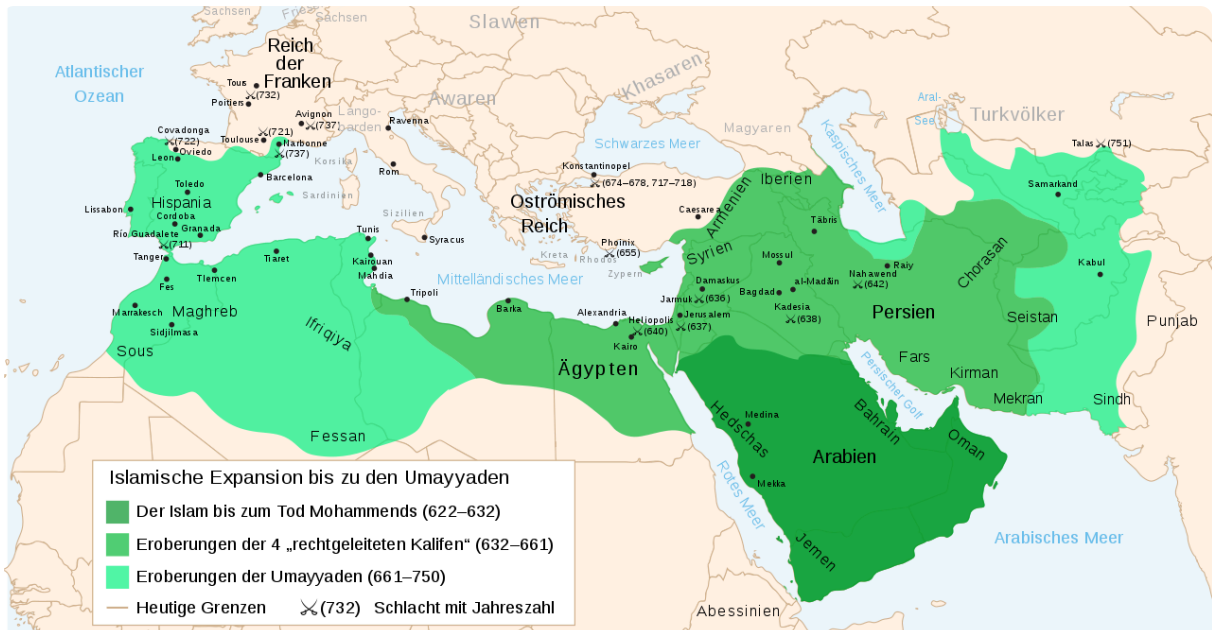 Sachsen
Friesen
Sachsen
Slawen
Reich
der
Franken
Atlantischer
Ozean
Tours
(732)
Poitiers
Khasaren
Awaren
Lango-
barden
Avignon
(737)
Ravenna
Aral-
See
Turkvölker
Magyaren
Kaspisches Meer
Covadonga
(722)
Oviedo
Leon
(721)
Toulouse
Narbonne
(737)
Schwarzes Meer
Talas (751)
Korsika
Rom
Konstantinopel
(674–678, 717–718)
Barcelona
Iberien
Armenien
Samarkand
Toledo
Hispania
Sardinien
Oströmisches
Reich
Lissabon
Cordoba
Granada
Caesarea
Täbris
Río Guadalete
(711)
Sizilien
Syracus
Tunis
Kairouan
Mahdia
Tanger
Tiaret
Tlemcen
Fes
Phoinix
(655)
Kreta
Rhodos
Zypern
Syrien
Mossul
Raiy
Nahawend
(642)
Chorasan
Kabul
Mittelländisches Meer
Damaskus
Jarmuk
(636)
Bagdad
al-Madāin
Kadesia
(638)
Marrakesch
Maghreb
Sidjilmasa
Tripoli
Barka
Alexandria
Heljopolis
(640)
Kairo
Jerusalem
(637)
Persien
Seistan
Punjab
Sous
Ifriqiya
Ägypten
Fars
Kirman
Mekran
Sindh
Persischer Golf
Fessan
Hedschas
Medina
Bahrain
Oman
Arabien
Mekka
Rotes Meer
Jemen
Arabisches Meer
Abessinien
Islamische Expansion bis zu den Umayyaden
Der Islam bis zum Tod Mohammends (622–632)
Eroberungen der 4 „rechtgeleiteten Kalifen“ (632–661)
Eroberungen der Umayyaden (661–750)
Heutige Grenzen (732) Schlacht mit Jahreszahl